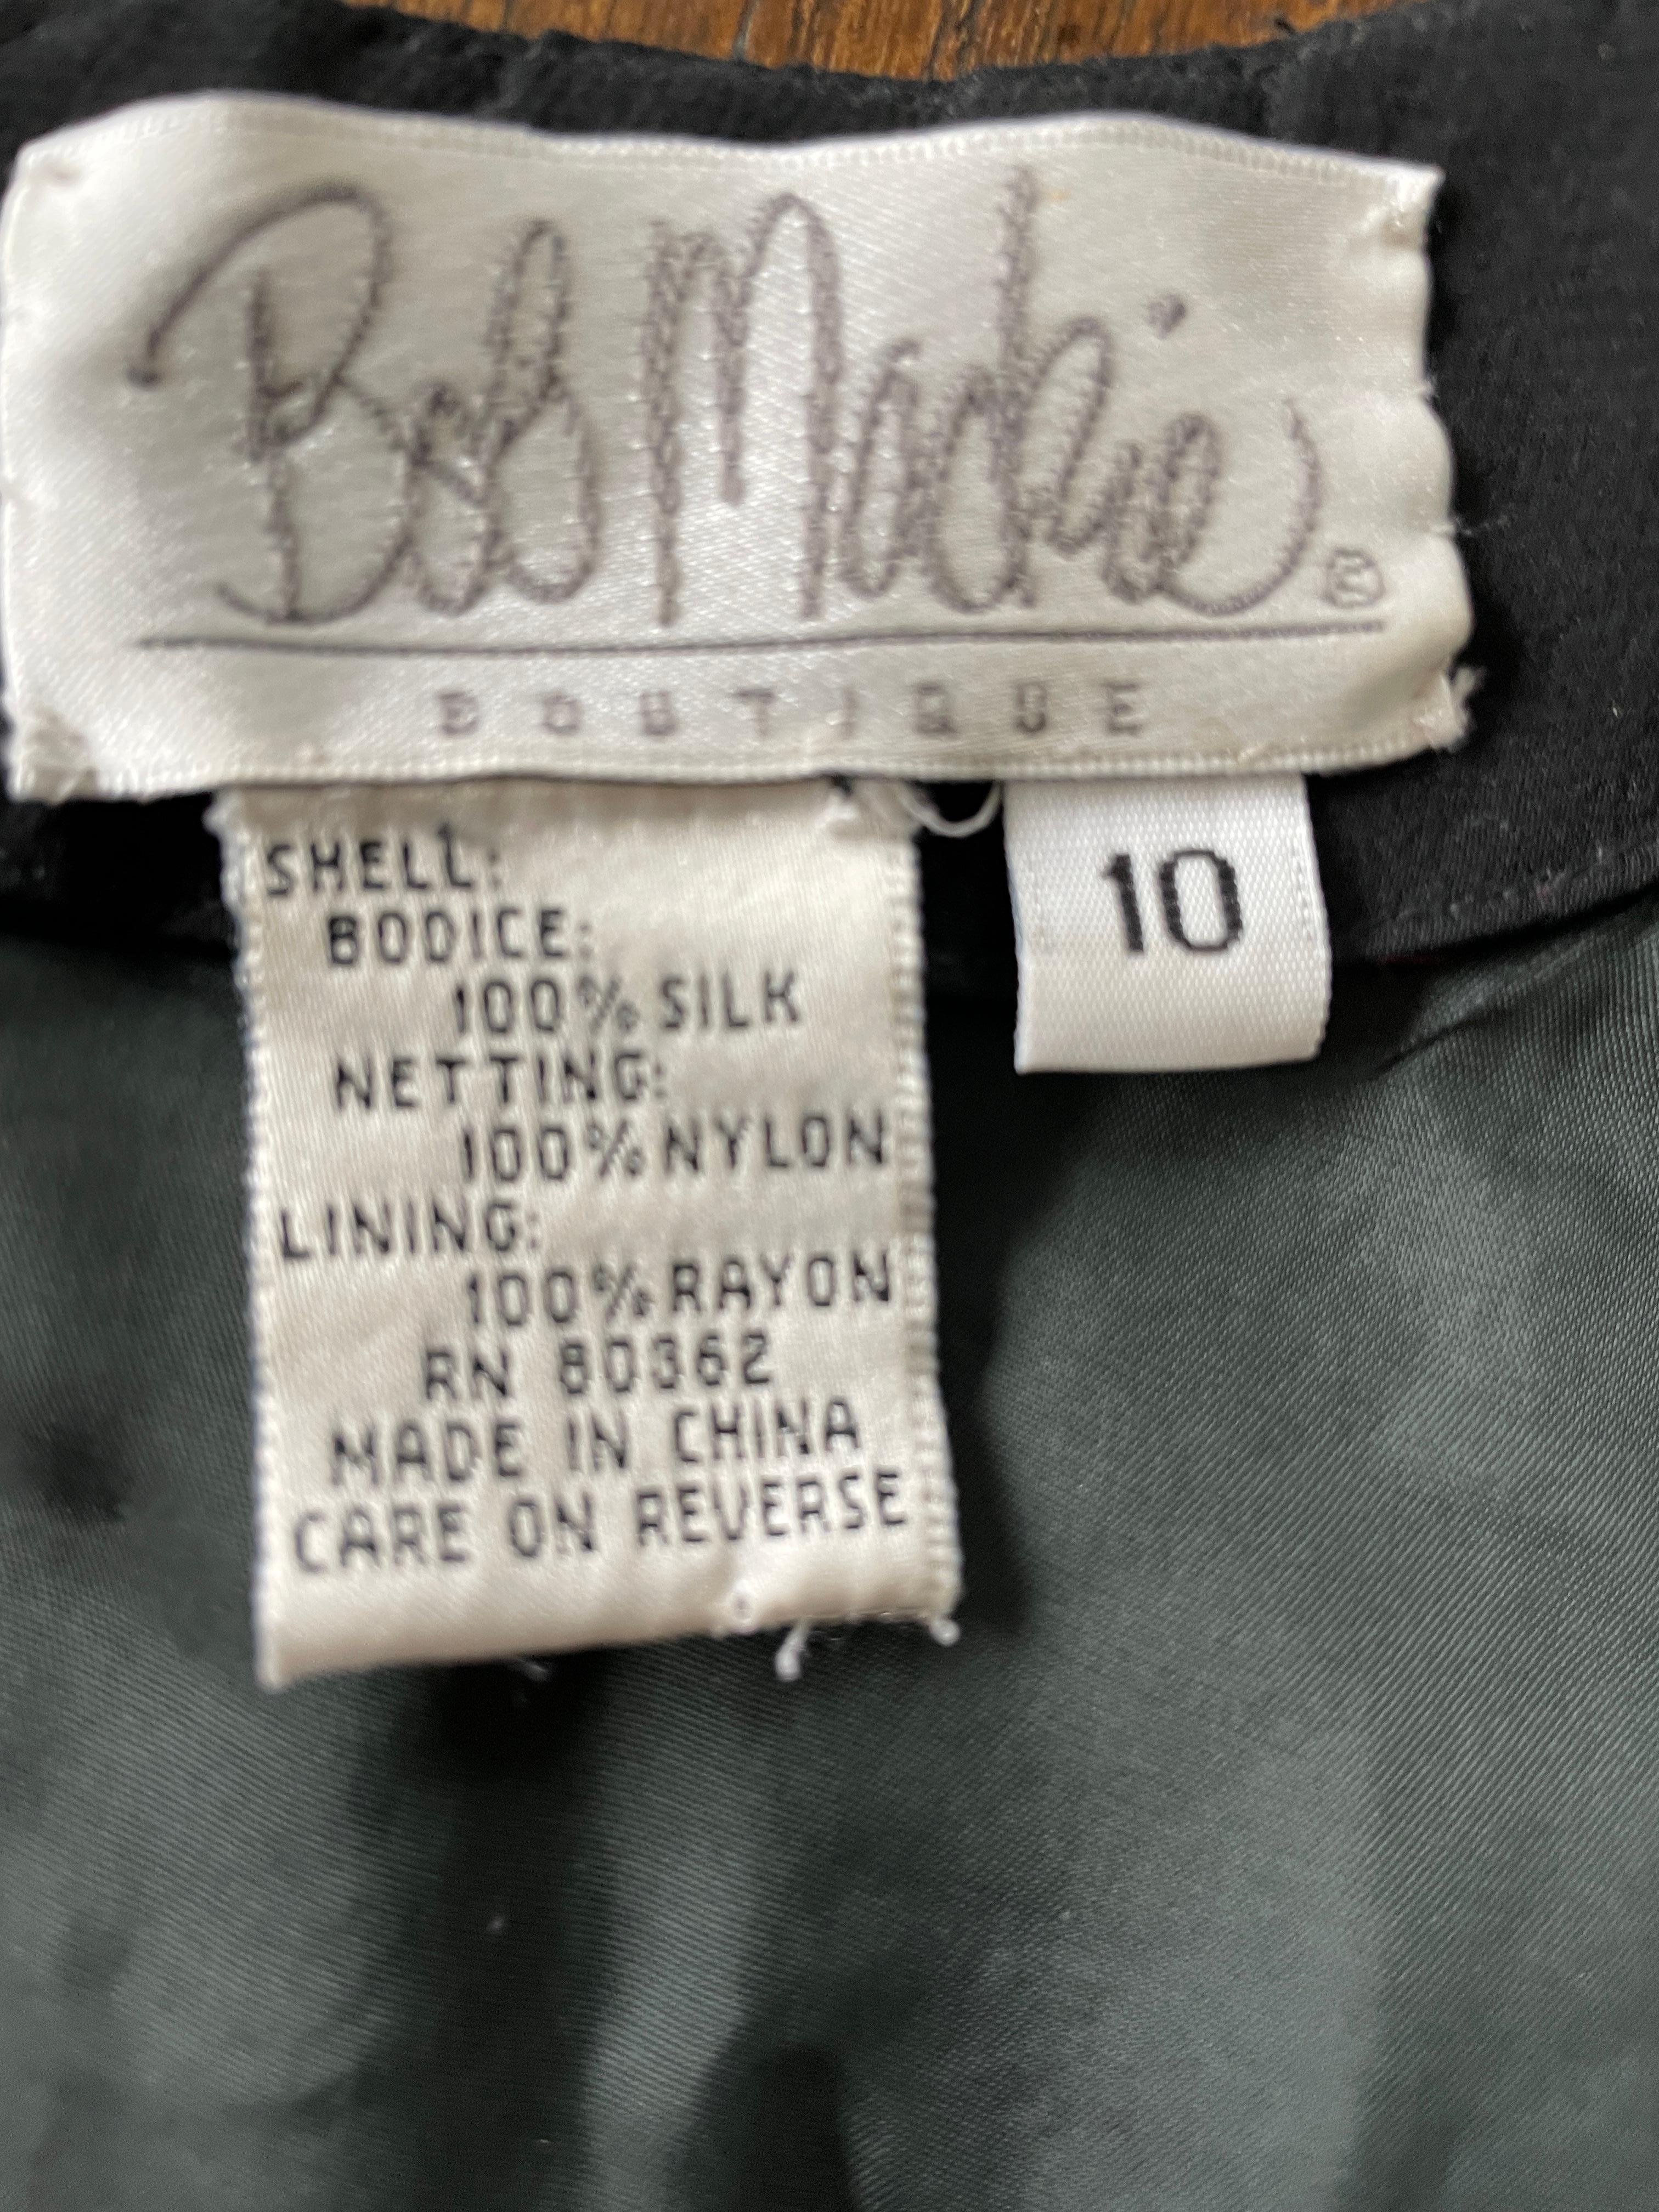 Bob Mackie ®
BOUTIQUE
10
SHELL:
BODICE:
100% SILK
NETTING:
100% NYLON
LINING:
100% RAYON
RN 80362
MADE IN CHINA
CARE ON REVERSE